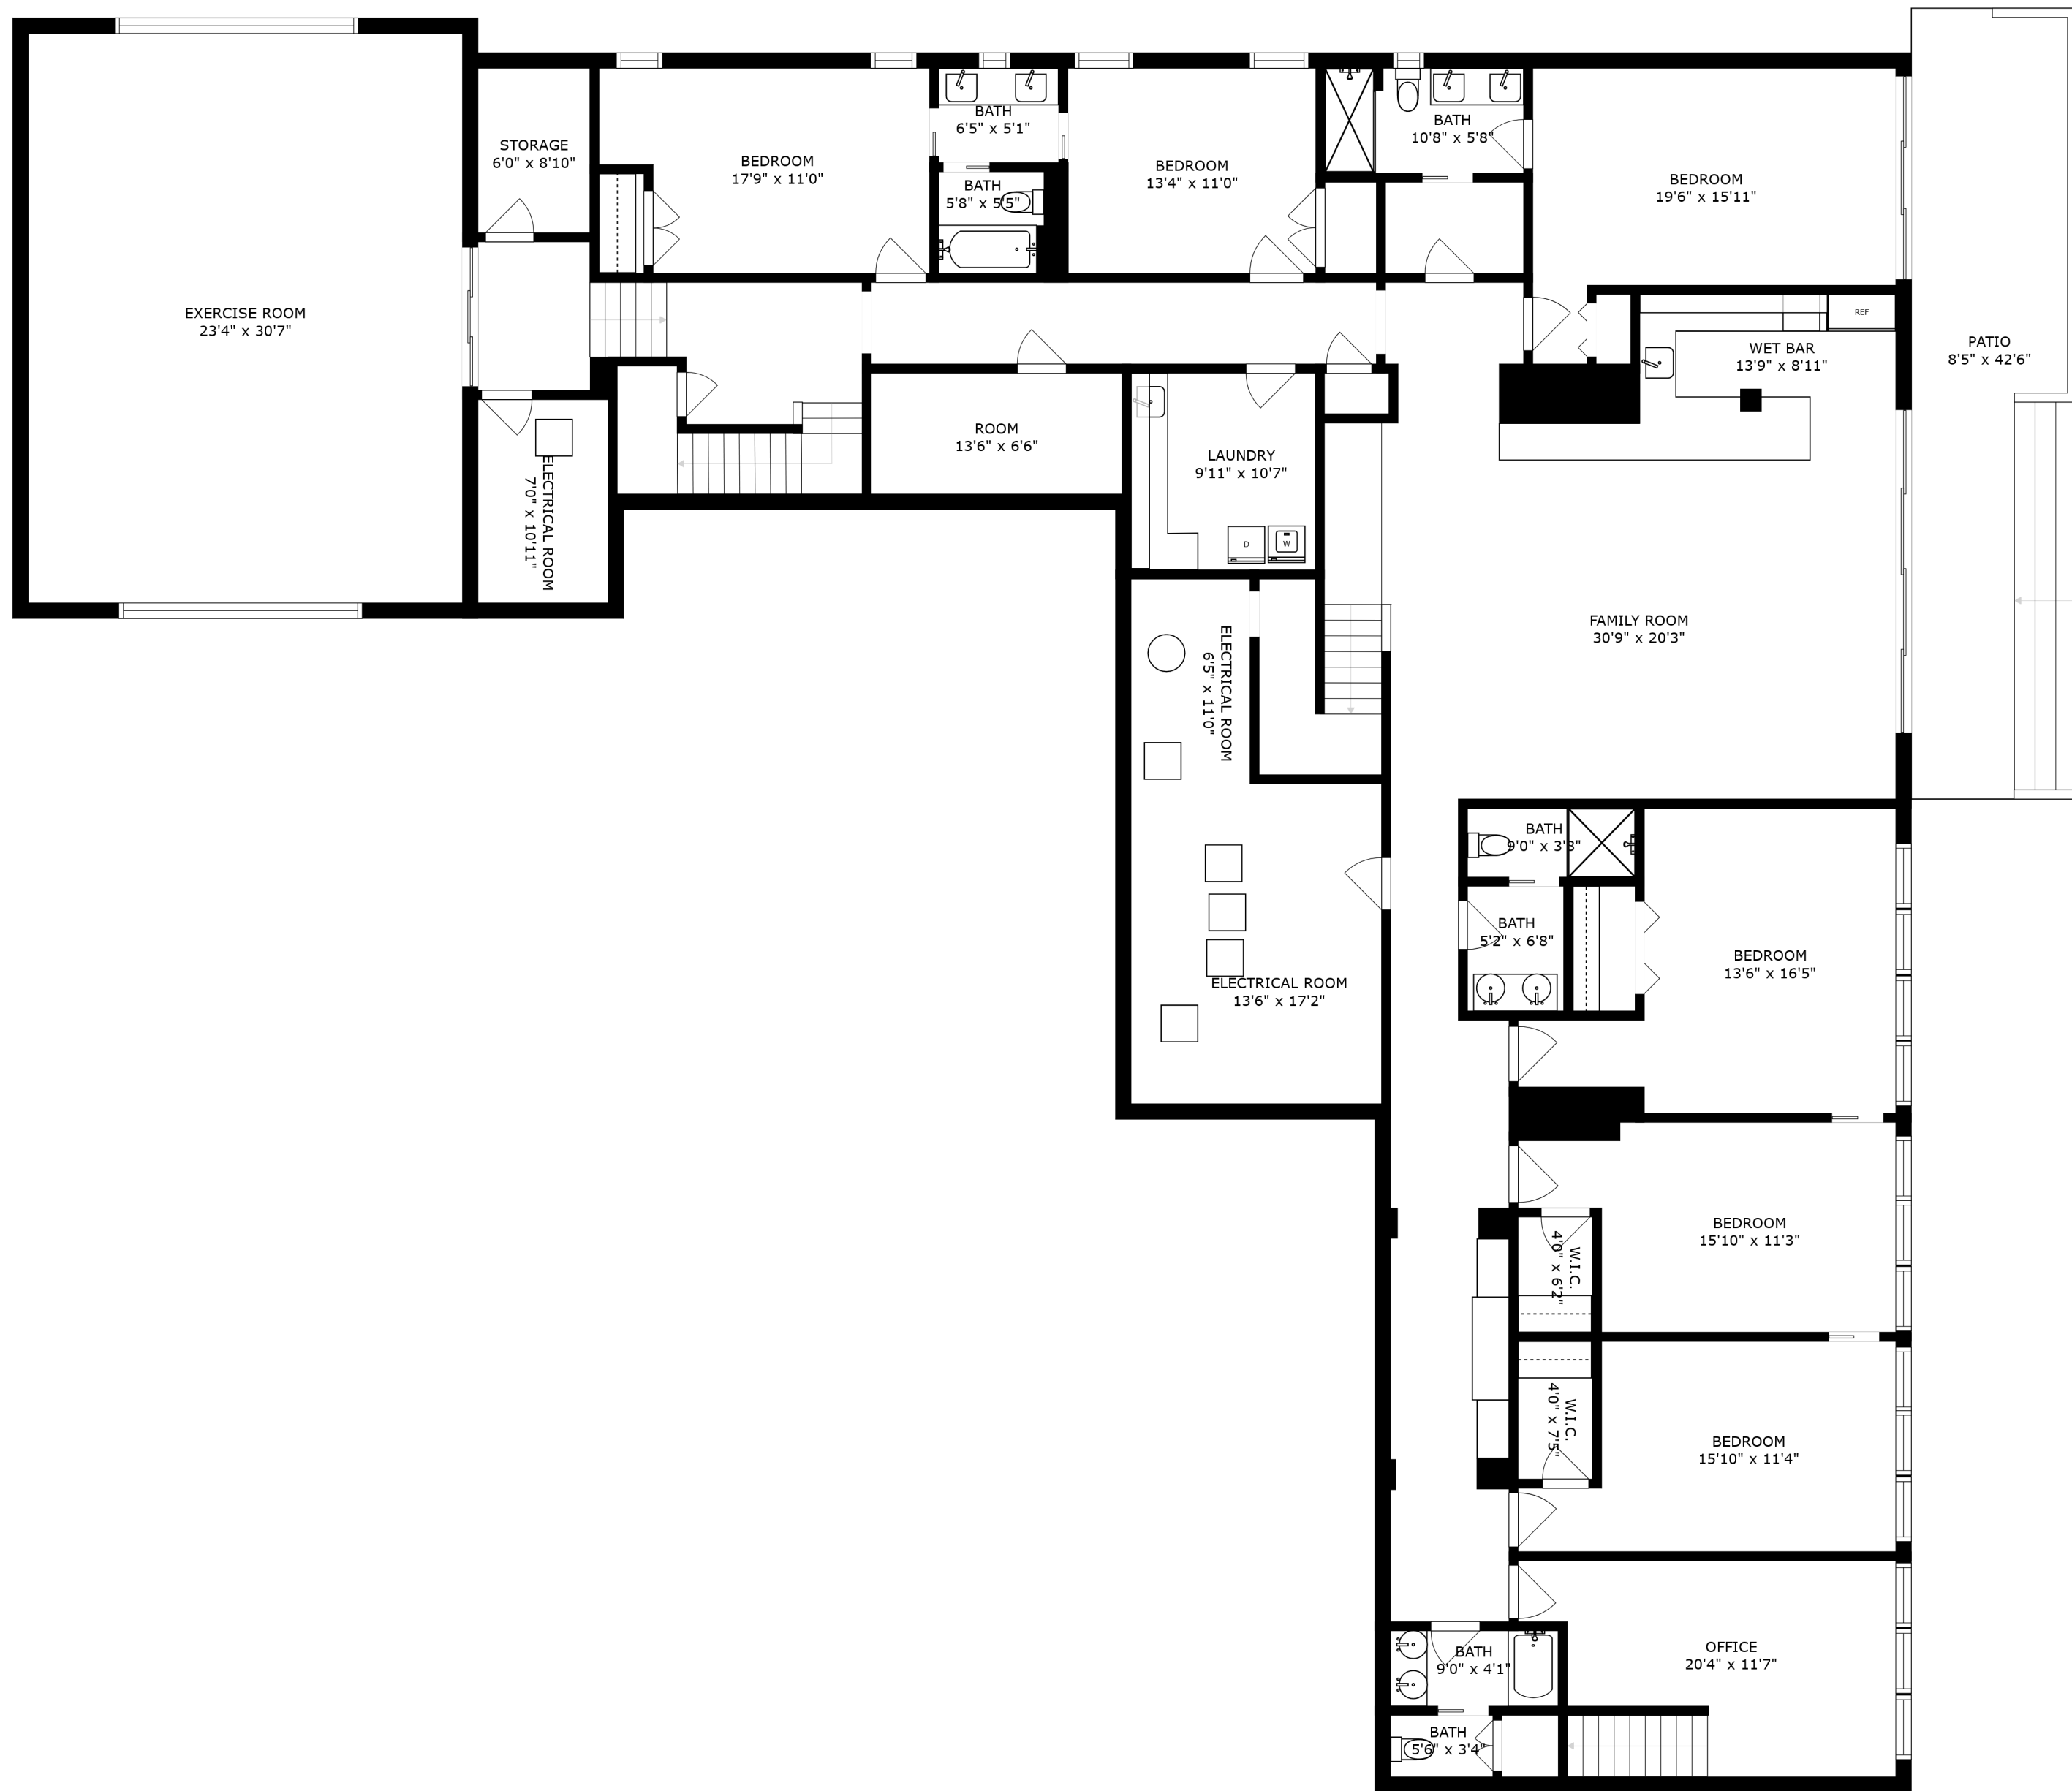 BATH
6'5" x 5'1"
BATH
10'8" x 5'8"
STORAGE
6'0" x 8'10"
BEDROOM
17'9" x 11'0"
BEDROOM
13'4" x 11'0"
BEDROOM
19'6" x 15'11"
BATH
5'8" x 5'5"
EXERCISE ROOM
23'4" x 30'7"
REF
WET BAR
13'9" x 8'11"
PATIO
8'5" x 42'6"
ROOM
13'6" x 6'6"
LAUNDRY
9'11" x 10'7"
ELECTRICAL ROOM
7'0" x 10'11"
D
W
FAMILY ROOM
30'9" x 20'3"
ELECTRICAL ROOM
6'5" x 11'0"
BATH
9'0" x 3'8"
BATH
5'2" x 6'8"
BEDROOM
13'6" x 16'5"
ELECTRICAL ROOM
13'6" x 17'2"
BEDROOM
15'10" x 11'3"
W.I.C.
4'0" x 6'2"
W.I.C.
4'0" x 7'5"
BEDROOM
15'10" x 11'4"
OFFICE
20'4" x 11'7"
BATH
9'0" x 4'1"
BATH
5'6" x 3'4"